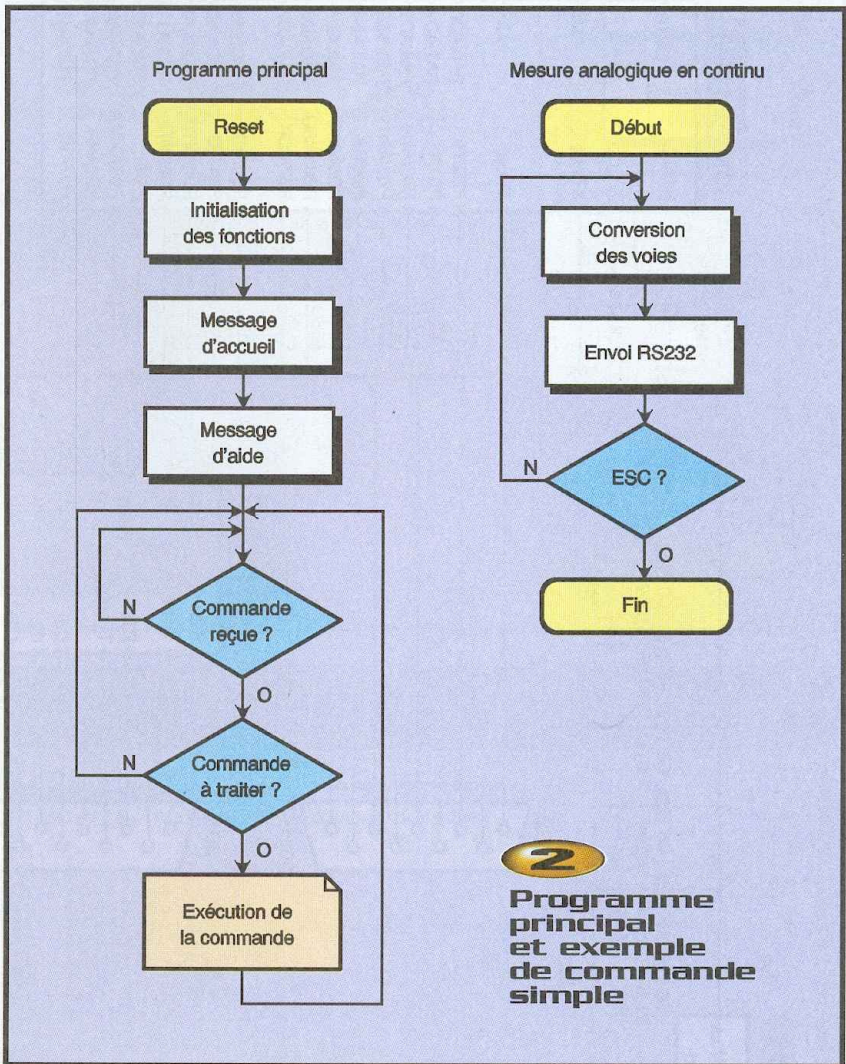 Programme principal
Reset
Initialisation
des fonctions
Message
d'accueil
Message
d'aide
N
Commande
reçue ?
O
N
Commande
à traiter ?
O
Exécution de
la commande
Mesure analogique en continu
Début
Conversion
des voies
Envoi RS232
N
ESC ?
O
Fin
2
Programme
principal
et exemple
de commande
simple